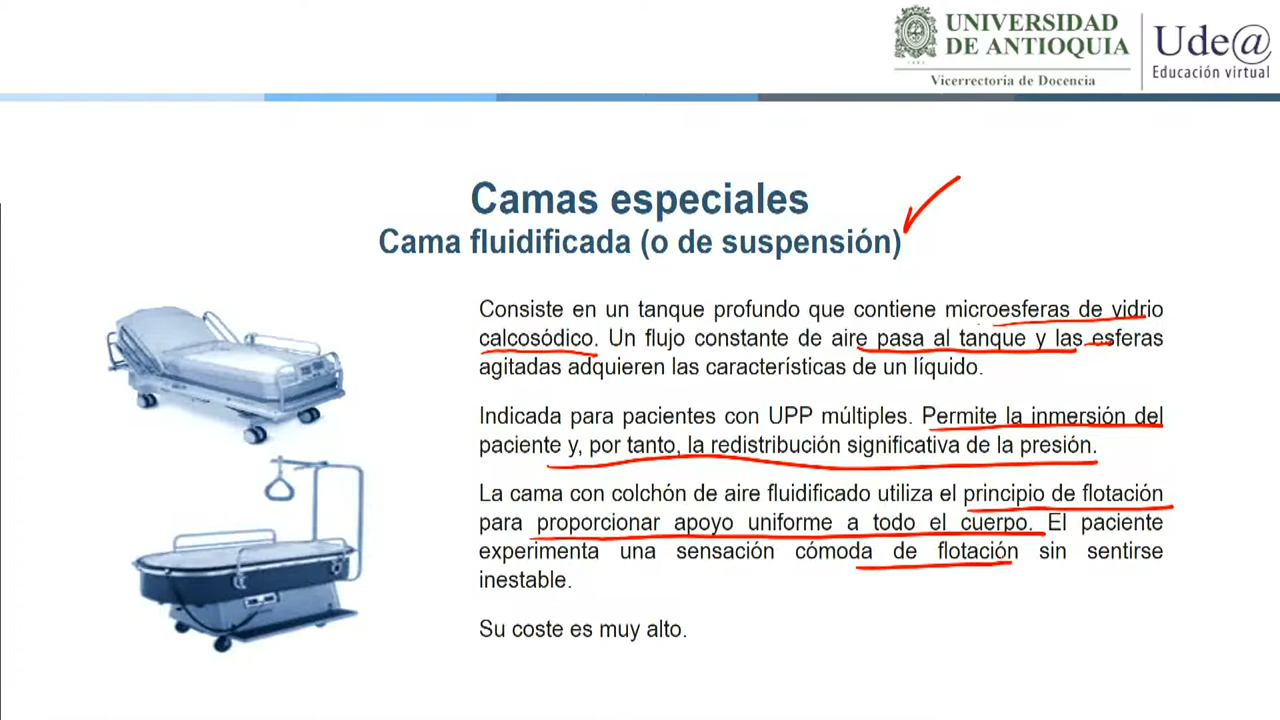 UNIVERSIDAD
DE ANTIOQUIA
Vicerrectoría de Docencia
Ude@
Educación virtual
Camas especiales
Cama fluidificada (o de suspensión)
Consiste en un tanque profundo que contiene microesferas de vidrio
calcosódico. Un flujo constante de aire pasa al tanque y las esferas
agitadas adquieren las características de un líquido.
Indicada para pacientes con UPP múltiples. Permite la inmersión del
paciente y, por tanto, la redistribución significativa de la presión.
La cama con colchón de aire fluidificado utiliza el principio de flotación
para proporcionar apoyo uniforme a todo el cuerpo. El paciente
experimenta una sensación cómoda de flotación sin sentirse
inestable.
Su coste es muy alto.